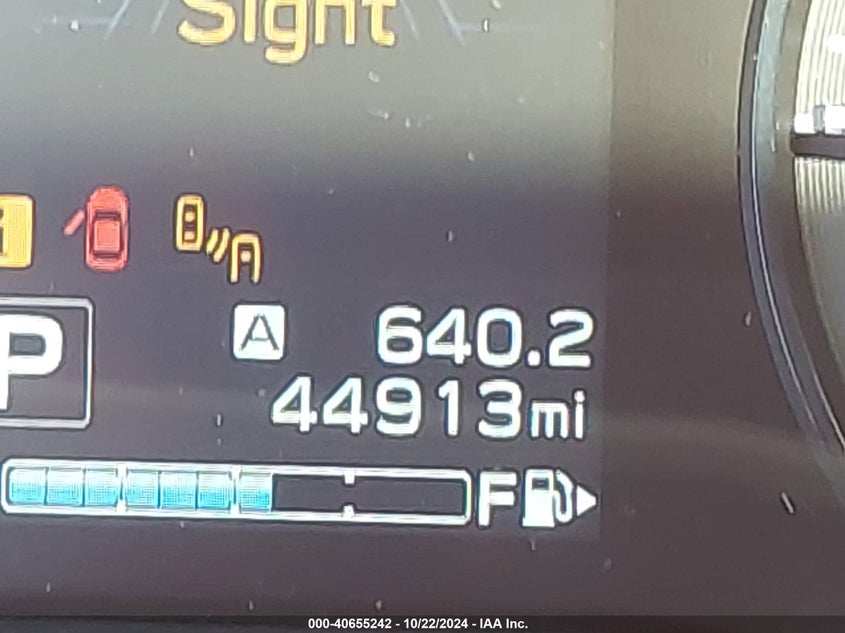 Sight
i
A 640.2
P
44913mi
F
000-40655242 - 10/22/2024 - IAA Inc.